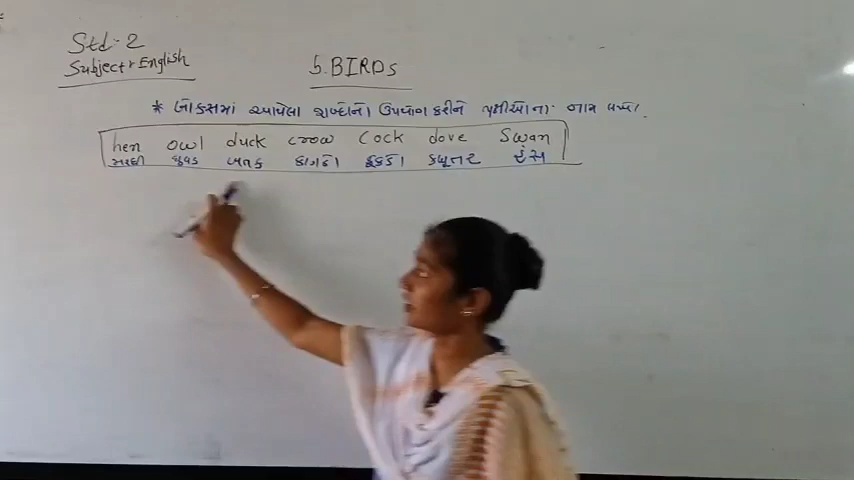 Std-2
Subject:English
5.BIRDs
* બોક્સમાં આપેલા શબ્દોનો ઉપયોગ કરીને પક્ષીઓના નામ લખો.
hen owl duck crow Cock dove Swan
મરઘી ઘુવડ બતક કાગડો કૂકડો કબૂતર હંસ